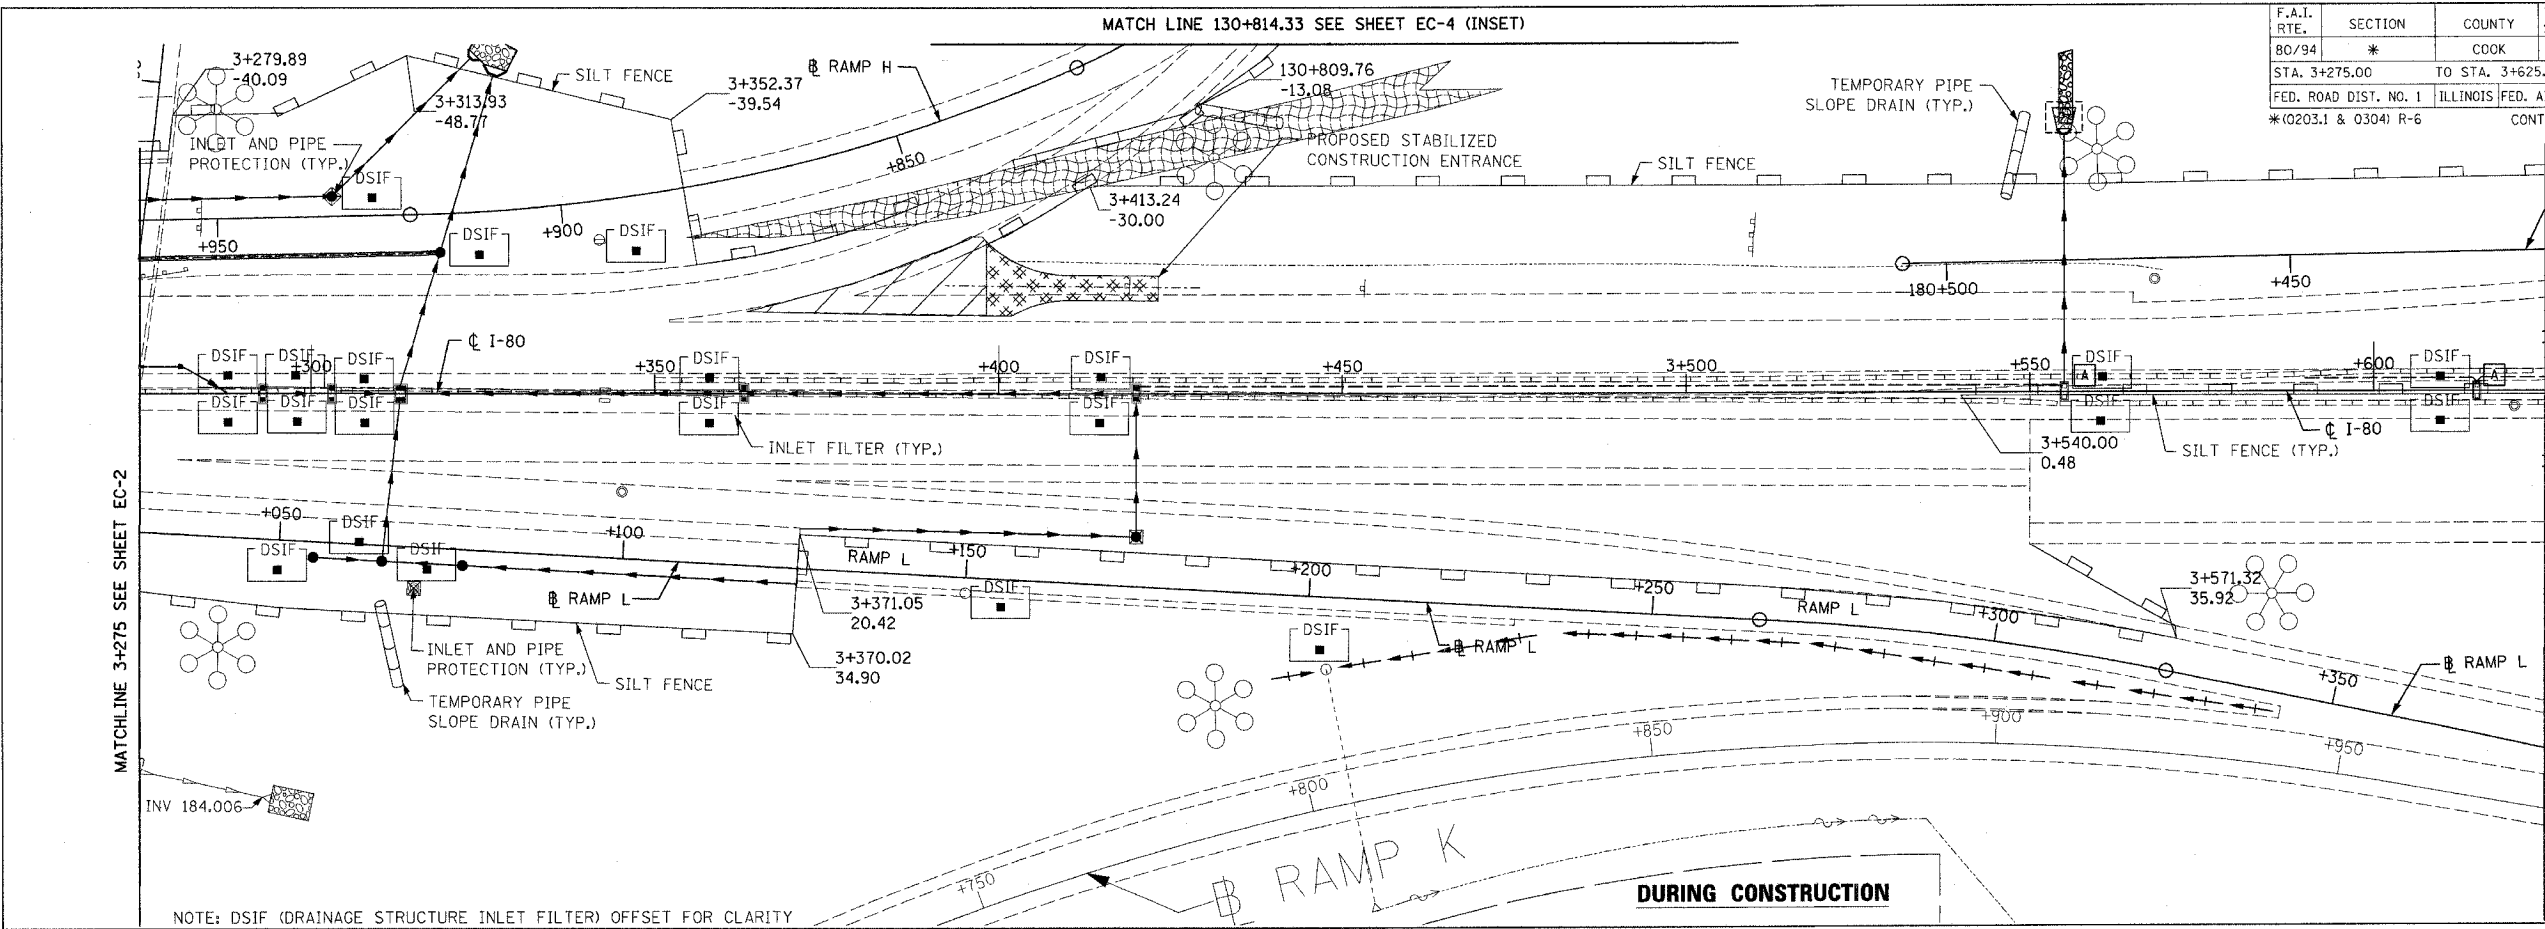 MATCH LINE 130+814.33 SEE SHEET EC-4 (INSET)
F.A.I. RTE.
SECTION
COUNTY
80/94
*
COOK
STA. 3+275.00
TO STA. 3+625.
FED. ROAD DIST. NO. 1
ILLINOIS
FED.
*(0203.1 & 0304) R-6
CONT
3+279.89
-40.09
SILT FENCE
3+313.93
-48.77
3+352.37
-39.54
℄ RAMP H
130+809.76
-13.08
TEMPORARY PIPE
SLOPE DRAIN (TYP.)
INLET AND PIPE
PROTECTION (TYP.)
PROPOSED STABILIZED
CONSTRUCTION ENTRANCE
SILT FENCE
+850
DSIF
3+413.24
-30.00
+950
DSIF
+900
DSIF
180+500
+450
℄ I-80
DSIF
DSIF
+300
DSIF
+350
DSIF
+400
DSIF
+450
3+500
+550
DSIF
A
+600
DSIF
A
DSIF
DSIF
DSIF
DSIF
DSIF
DSIF
DSIF
INLET FILTER (TYP.)
3+540.00
0.48
SILT FENCE (TYP.)
℄ I-80
MATCHLINE 3+275 SEE SHEET EC-2
+050
DSIF
+100
DSIF
DSIF
RAMP L
+150
+200
+250
RAMP L
+300
3+571.32
35.92
℄ RAMP L
3+371.05
20.42
DSIF
DSIF
℄ RAMP L
INLET AND PIPE
PROTECTION (TYP.)
SILT FENCE
3+370.02
34.90
℄ RAMP L
+350
TEMPORARY PIPE
SLOPE DRAIN (TYP.)
INV 184.006
+750
+800
+850
+900
+950
℄ RAMP K
DURING CONSTRUCTION
NOTE: DSIF (DRAINAGE STRUCTURE INLET FILTER) OFFSET FOR CLARITY